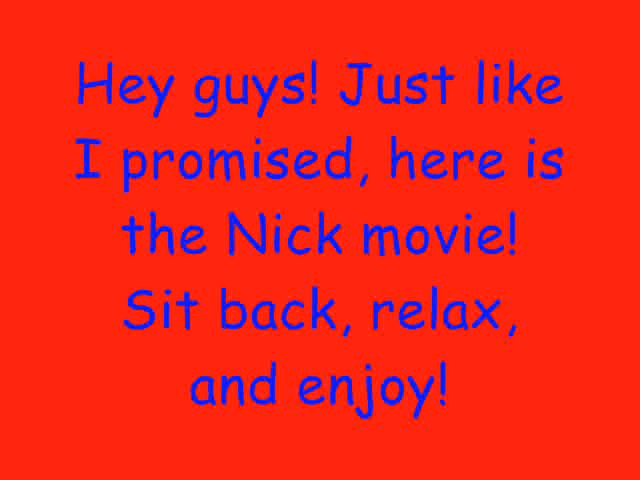 Hey guys! Just like
I promised, here is
the Nick movie!
Sit back, relax,
and enjoy!